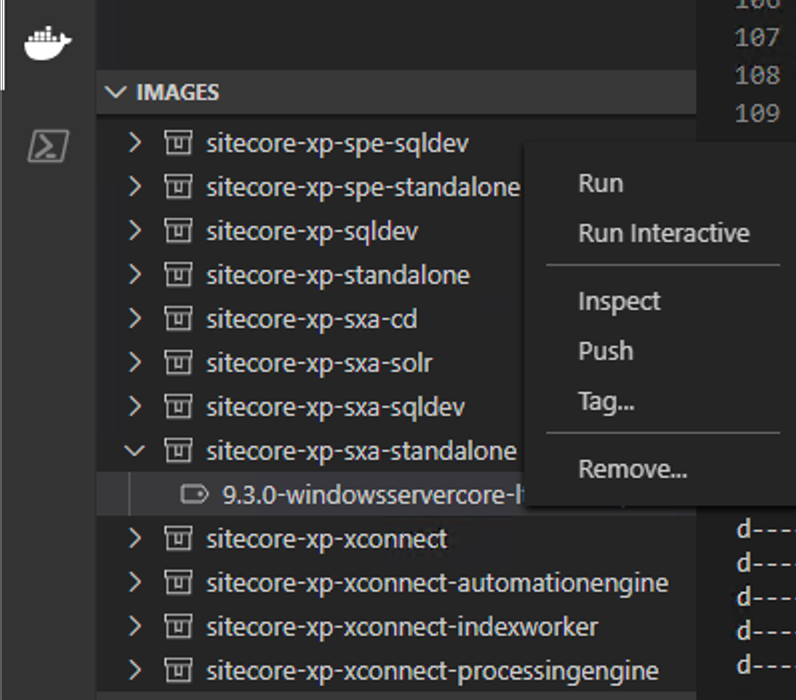 106
107
108
109
IMAGES
sitecore-xp-spe-sqldev
sitecore-xp-spe-standalone
sitecore-xp-sqldev
sitecore-xp-standalone
sitecore-xp-sxa-cd
sitecore-xp-sxa-solr
sitecore-xp-sxa-sqldev
sitecore-xp-sxa-standalone
9.3.0-windowsservercore-l
sitecore-xp-xconnect
sitecore-xp-xconnect-automationengine
sitecore-xp-xconnect-indexworker
sitecore-xp-xconnect-processingengine
Run
Run Interactive
Inspect
Push
Tag...
Remove...
d----
d----
d----
d----
d----